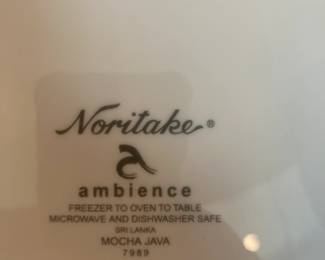 Noritake®
ambience
FREEZER TO OVEN TO TABLE
MICROWAVE AND DISHWASHER SAFE
SRI LANKA
MOCHA JAVA
7989